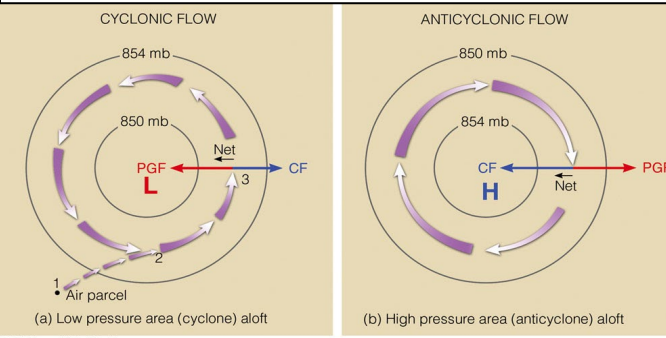 CYCLONIC FLOW
854 mb
850 mb
Net
PGF
CF
L
3
2
1
Air parcel
(a) Low pressure area (cyclone) aloft
ANTICYCLONIC FLOW
850 mb
854 mb
CF
PGF
Net
H
(b) High pressure area (anticyclone) aloft